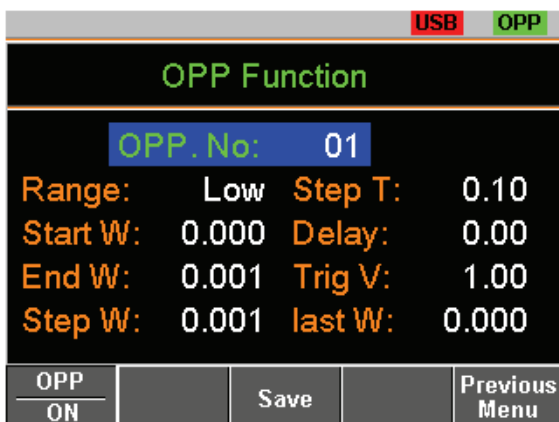 USB OPP
OPP Function
OPP. No: 01
Range: Low Step T: 0.10
Start W: 0.000 Delay: 0.00
End W: 0.001 Trig V: 1.00
Step W: 0.001 last W: 0.000
OPP
ON
Save
Previous
Menu